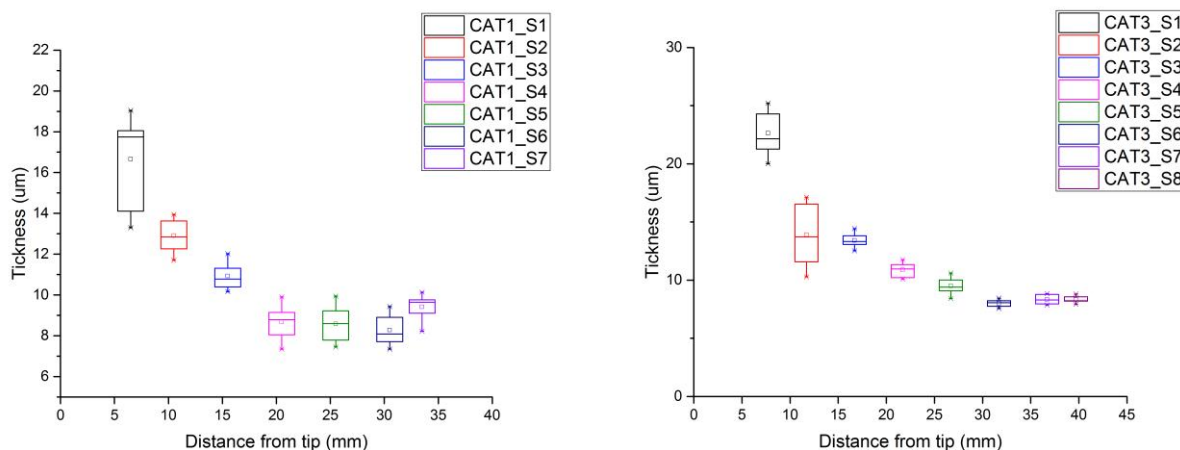 CAT1_S1
CAT1_S2
CAT1_S3
CAT1_S4
CAT1_S5
CAT1_S6
CAT1_S7
22
20
18
16
14
12
10
8
6
Tickness (um)
0 5 10 15 20 25 30 35 40
Distance from tip (mm)
CAT3_S1
CAT3_S2
CAT3_S3
CAT3_S4
CAT3_S5
CAT3_S6
CAT3_S7
CAT3_S8
30
20
10
0
Tickness (um)
0 5 10 15 20 25 30 35 40 45
Distance from tip (mm)